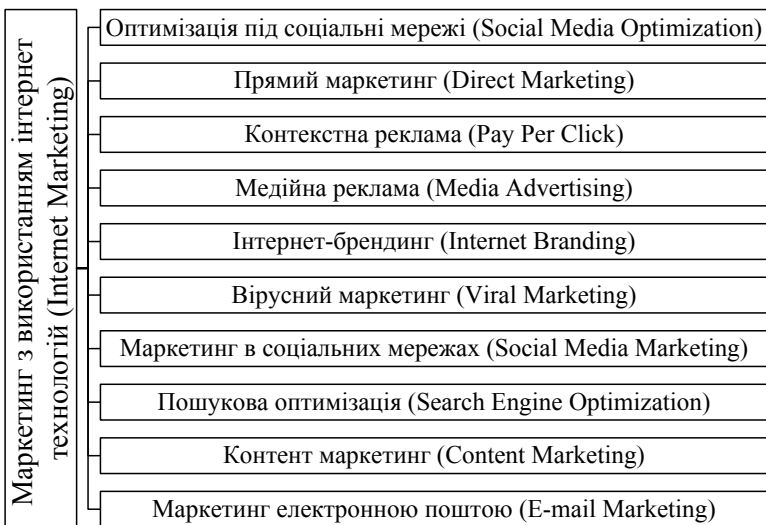 Маркетинг з використанням інтернет
технологій (Internet Marketing)
Оптимізація під соціальні мережі (Social Media Optimization)
Прямий маркетинг (Direct Marketing)
Контекстна реклама (Pay Per Click)
Медійна реклама (Media Advertising)
Інтернет-брендинг (Internet Branding)
Вірусний маркетинг (Viral Marketing)
Маркетинг в соціальних мережах (Social Media Marketing)
Пошукова оптимізація (Search Engine Optimization)
Контент маркетинг (Content Marketing)
Маркетинг електронною поштою (E-mail Marketing)